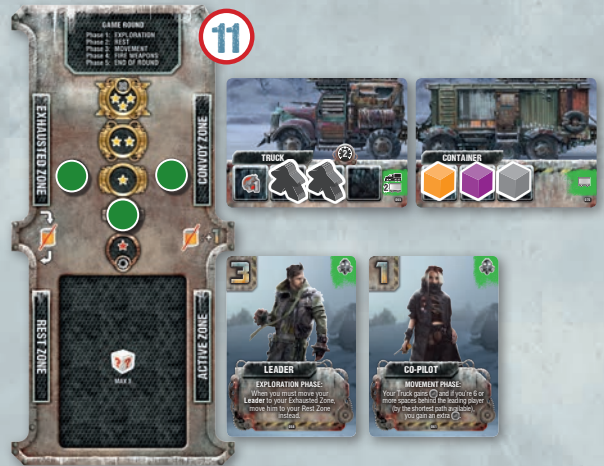 GAME ROUND
Phase 1: EXPLORATION
Phase 2: REST
Phase 3: MOVEMENT
Phase 4: FIRE WEAPONS
Phase 5: END OF ROUND
11
EXHAUSTED ZONE
CONVOY ZONE
REST ZONE
ACTIVE ZONE
+1
MAX 3
TRUCK
2
2
CONTAINER
3
LEADER
EXPLORATION PHASE:
When you must move your
Leader to your Exhausted Zone,
move him to your Rest Zone
instead.
1
CO-PILOT
MOVEMENT PHASE:
Your Truck gains and if you're 6 or
more spaces behind the leading player
(by the shortest path available),
you gain an extra